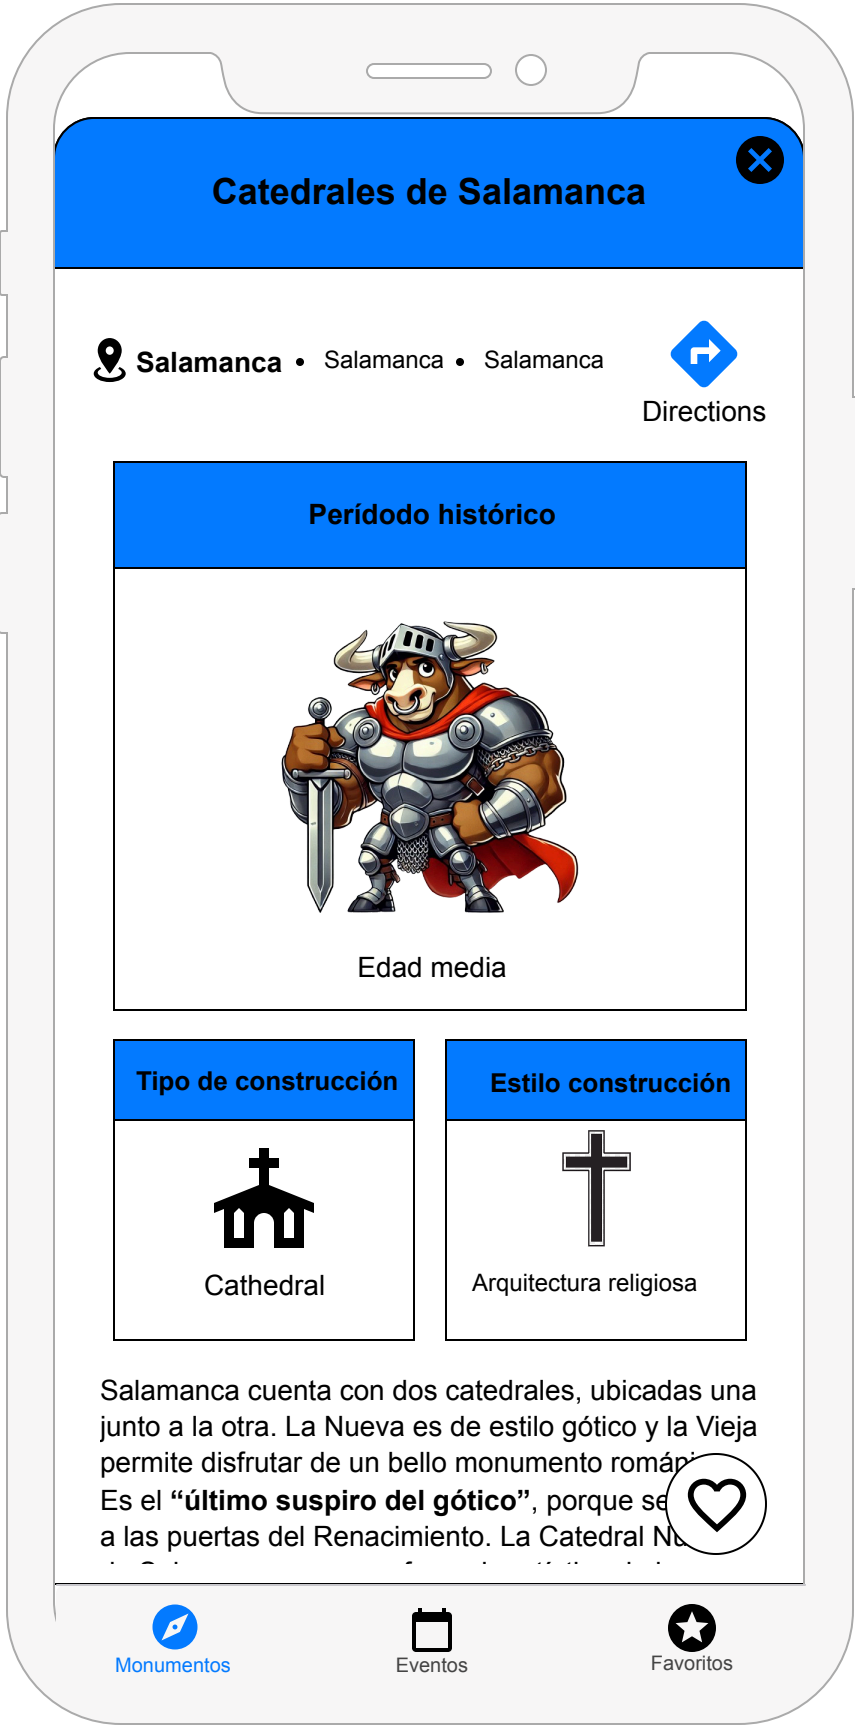 Catedrales de Salamanca
Salamanca • Salamanca • Salamanca
Directions
Perídodo histórico
Edad media
Tipo de construcción
Estilo construcción
Cathedral
Arquitectura religiosa
Salamanca cuenta con dos catedrales, ubicadas una
junto a la otra. La Nueva es de estilo gótico y la Vieja
permite disfrutar de un bello monumento
Es el “último suspiro del gótico”, porque
a las puertas del Renacimiento. La Catedral
Monumentos
Eventos
Favoritos